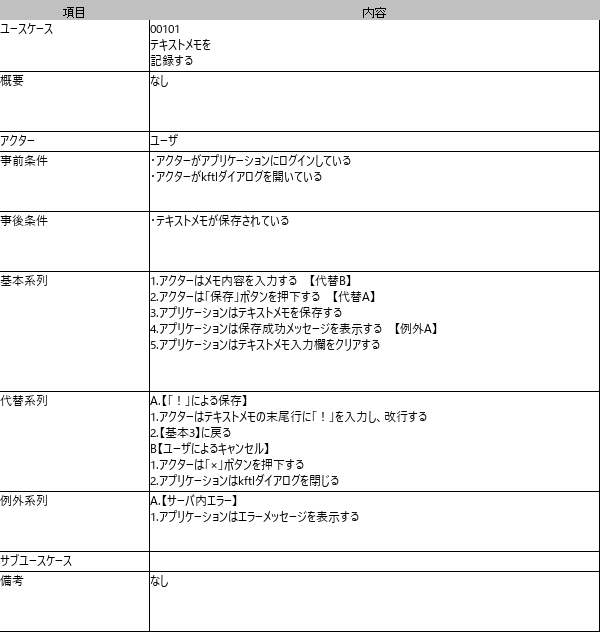 項目 内容
ユースケース 00101
テキストメモを
記録する
概要 なし
アクター ユーザ
事前条件 ・アクターがアプリケーションにログインしている
・アクターがkftlダイアログを開いている
事後条件 ・テキストメモが保存されている
基本系列 1.アクターはメモ内容を入力する 【代替B】
2.アクターは「保存」ボタンを押下する 【代替A】
3.アプリケーションはテキストメモを保存する
4.アプリケーションは保存成功メッセージを表示する 【例外A】
5.アプリケーションはテキストメモ入力欄をクリアする
代替系列 A.【「！」による保存】
1.アクターはテキストメモの末尾行に「！」を入力し、改行する
2.【基本3】に戻る
B【ユーザによるキャンセル】
1.アクターは「×」ボタンを押下する
2.アプリケーションはkftlダイアログを閉じる
例外系列 A.【サーバ内エラー】
1.アプリケーションはエラーメッセージを表示する
サブユースケース
備考 なし